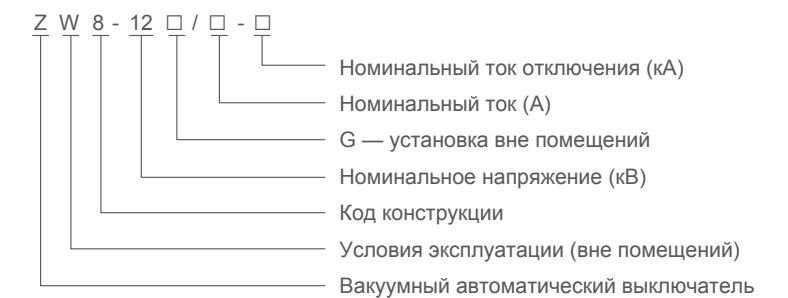 Z W 8 - 12 □ / □ - □
Номинальный ток отключения (кА)
Номинальный ток (А)
G — установка вне помещений
Номинальное напряжение (кВ)
Код конструкции
Условия эксплуатации (вне помещений)
Вакуумный автоматический выключатель